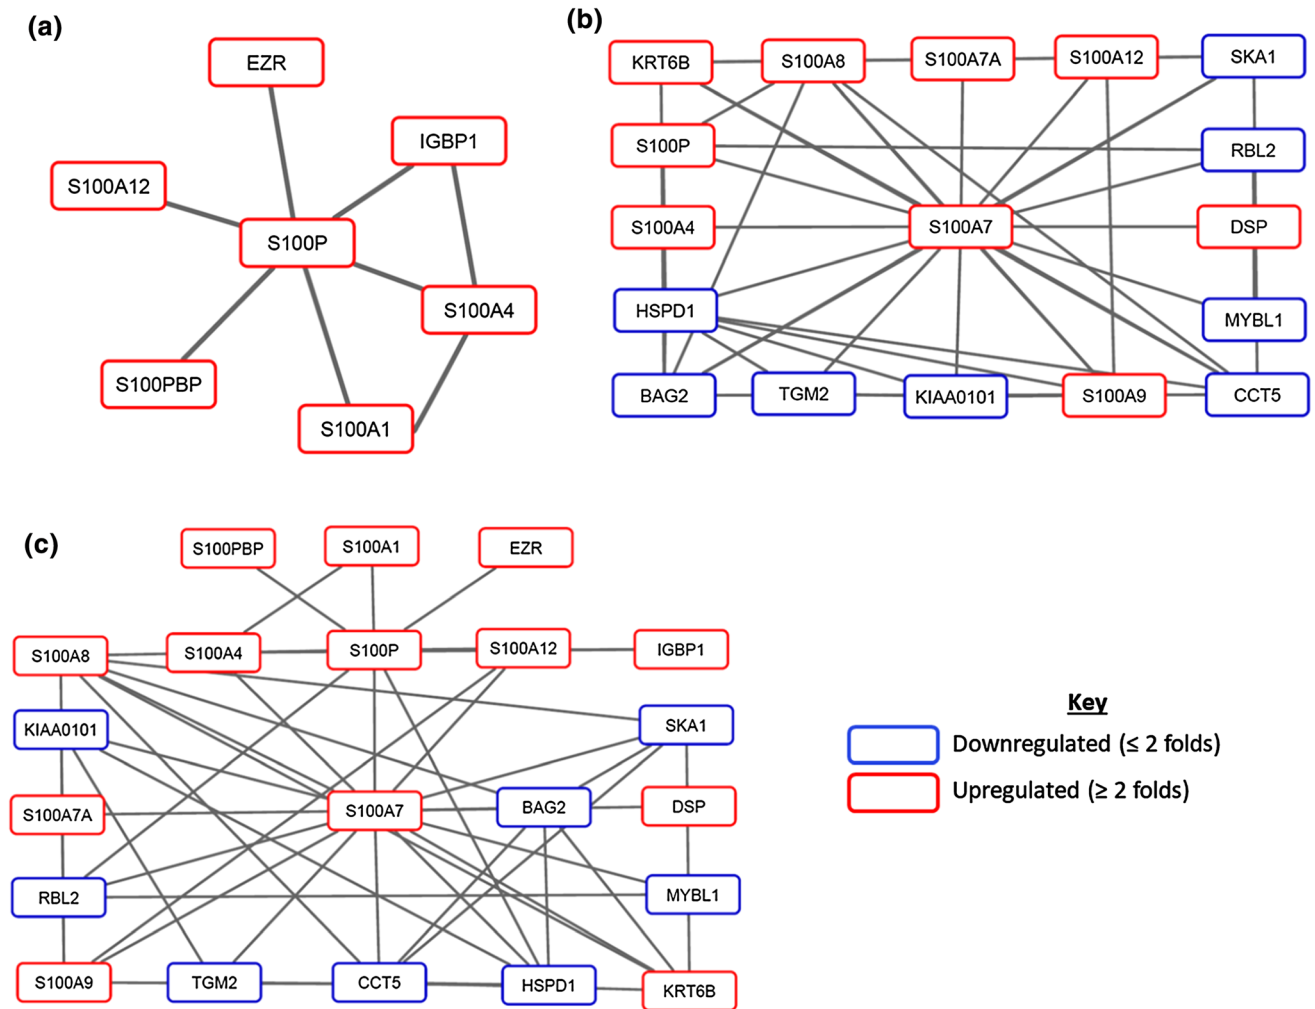 (a)
EZR
IGBP1
S100A12
S100P
S100A4
S100PBP
S100A1
(b)
KRT6B
S100A8
S100A7A
S100A12
SKA1
S100P
RBL2
S100A4
S100A7
DSP
HSPD1
MYBL1
BAG2
TGM2
KIAA0101
S100A9
CCT5
(c)
S100PBP
S100A1
EZR
S100A8
S100A4
S100P
S100A12
IGBP1
KIAA0101
SKA1
S100A7A
S100A7
BAG2
DSP
RBL2
MYBL1
S100A9
TGM2
CCT5
HSPD1
KRT6B
Key
Downregulated (≤ 2 folds)
Upregulated (≥ 2 folds)